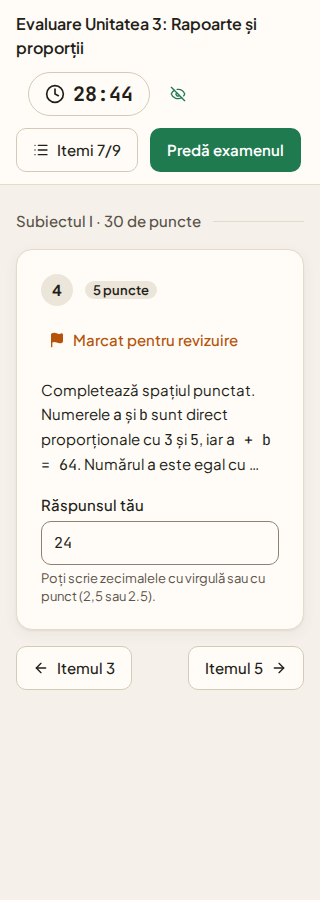 Evaluare Unitatea 3: Rapoarte și
proporții
28:44
Itemi 7/9
Predă examenul
Subiectul I · 30 de puncte
4
5 puncte
Marcat pentru revizuire
Completează spațiul punctat.
Numerele a și b sunt direct
proporționale cu 3 și 5, iar a + b
= 64. Numărul a este egal cu ...
Răspunsul tău
24
Poți scrie zecimalele cu virgulă sau cu
punct (2,5 sau 2.5).
Itemul 3
Itemul 5